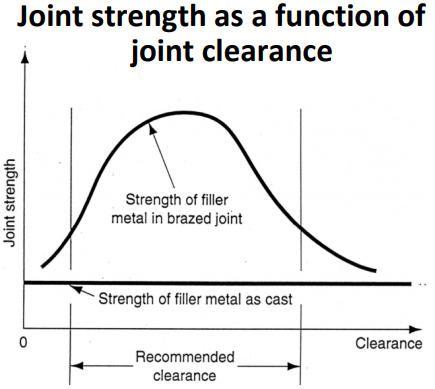 Joint strength as a function of
joint clearance
Joint strength
Strength of filler
metal in brazed joint
Strength of filler metal as cast
0
Clearance
Recommended
clearance